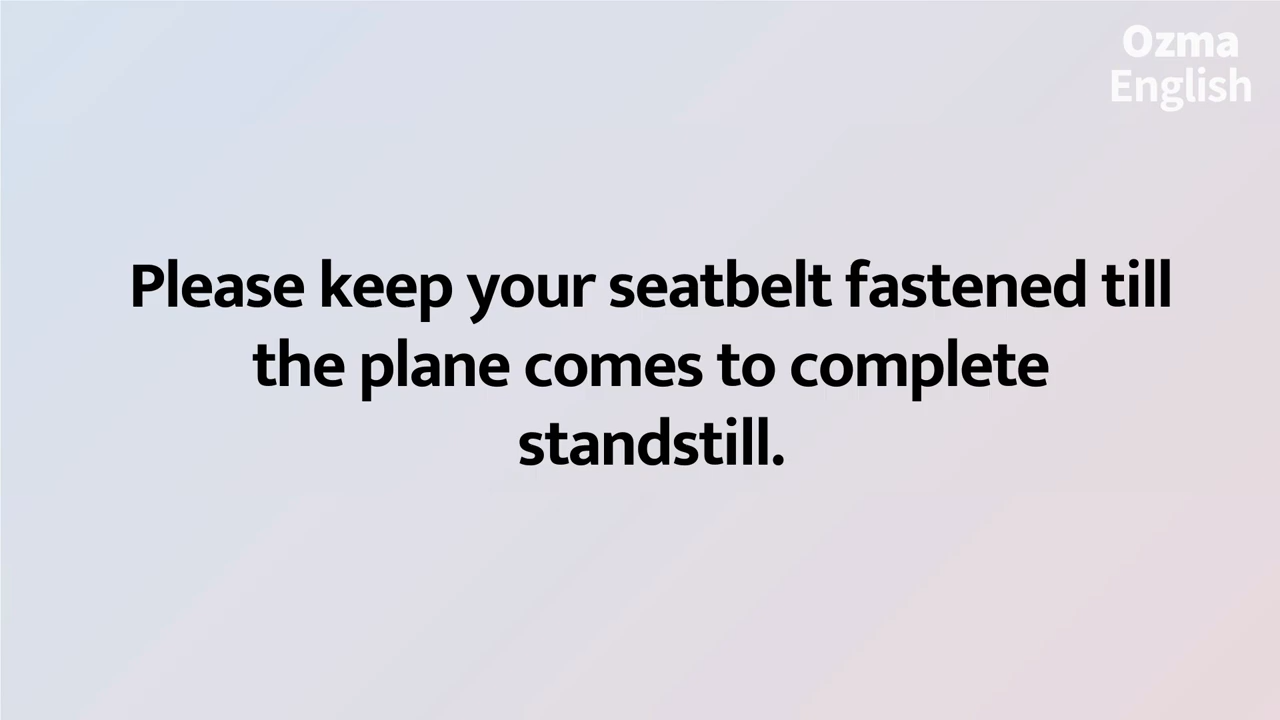 Ozma
English
Please keep your seatbelt fastened till
the plane comes to complete
standstill.